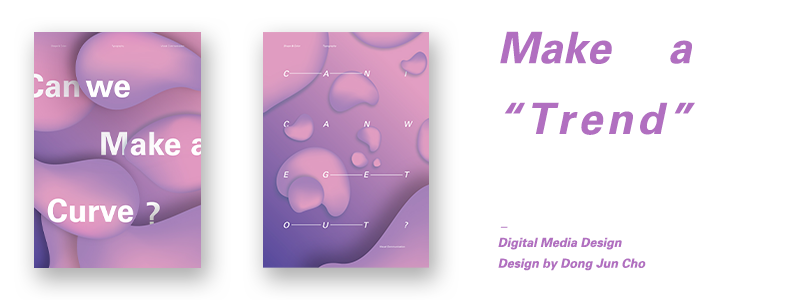 Can we
Make a
Curve ?
C A N
C A N W
E G E T
O U T ?
Make a
“Trend”
–
Digital Media Design
Design by Dong Jun Cho